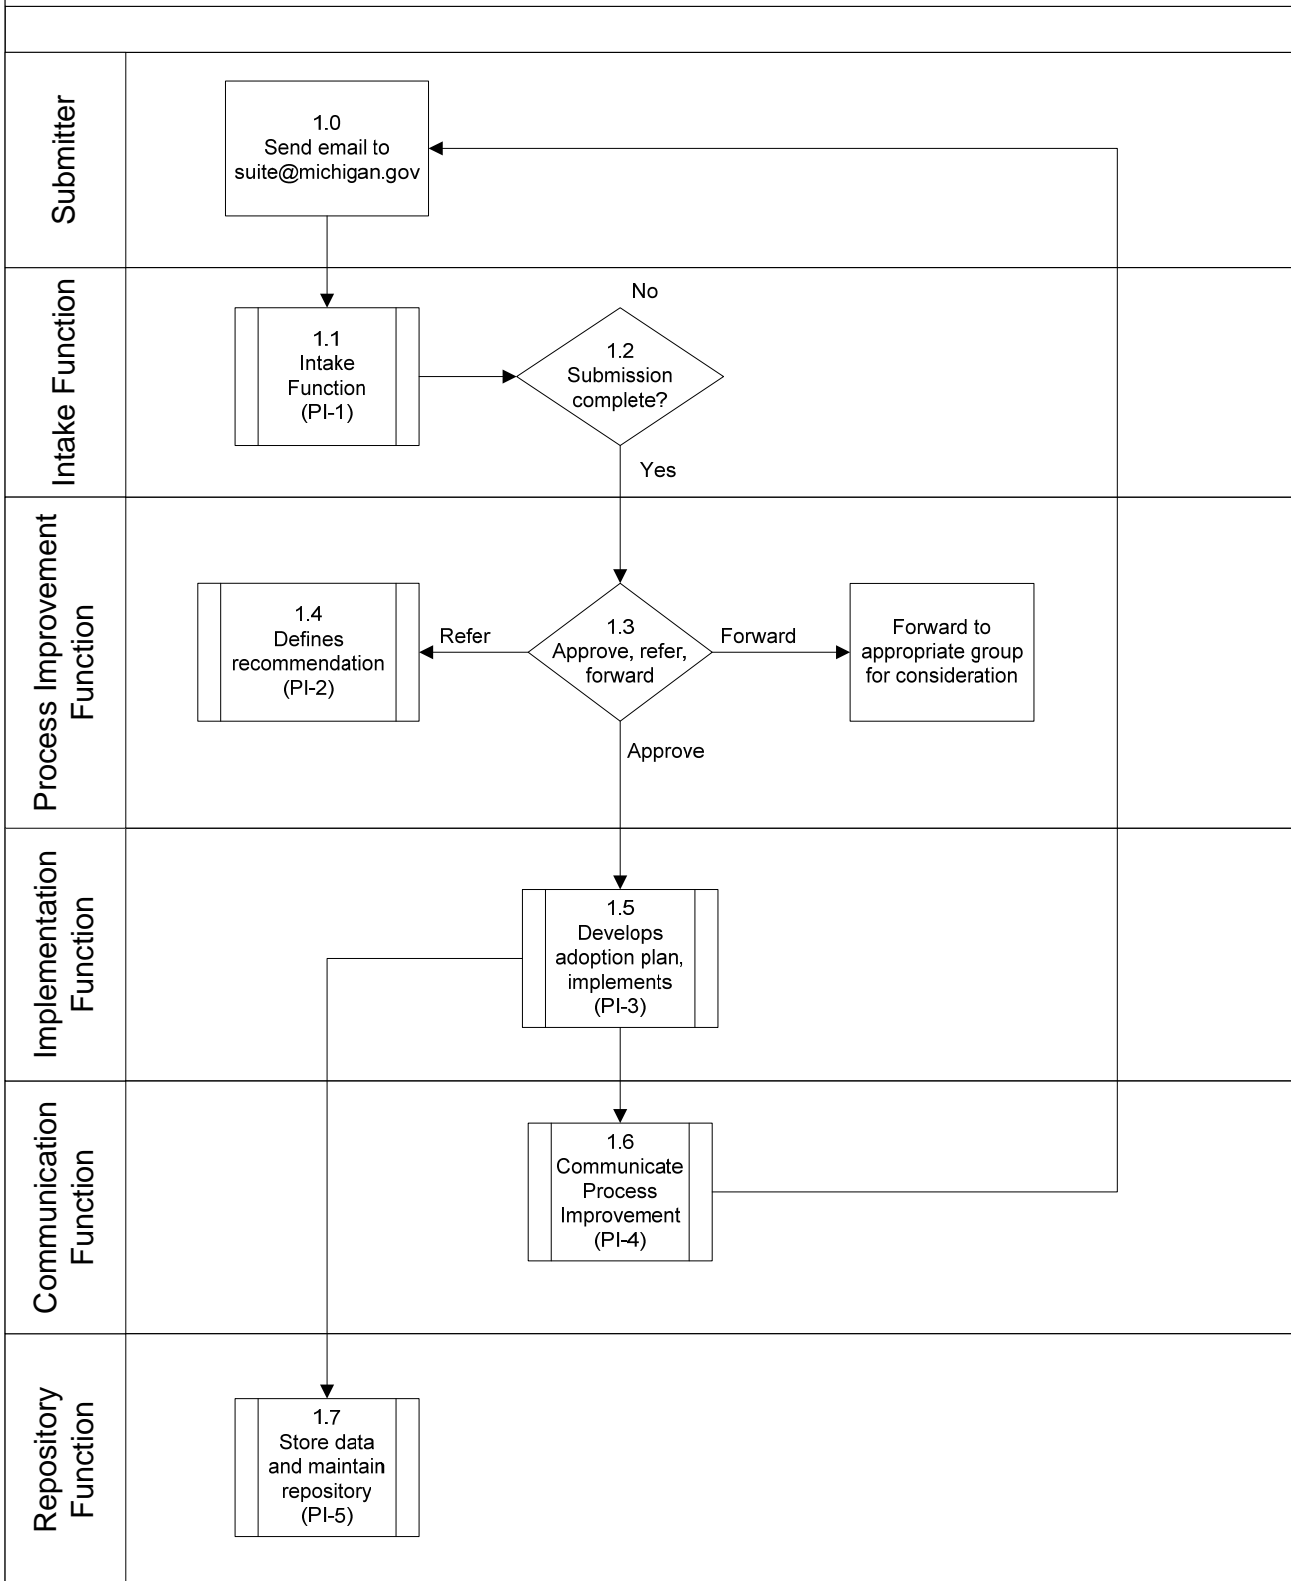 Submitter
1.0
Send email to
suite@michigan.gov
Intake Function
No
1.1
Intake
Function
(PI-1)
1.2
Submission
complete?
Yes
Process Improvement
Function
1.4
Defines
recommendation
(PI-2)
Refer
1.3
Approve, refer,
forward
Forward
Forward to
appropriate group
for consideration
Approve
Implementation
Function
1.5
Develops
adoption plan,
implements
(PI-3)
Communication
Function
1.6
Communicate
Process
Improvement
(PI-4)
Repository
Function
1.7
Store data
and maintain
repository
(PI-5)